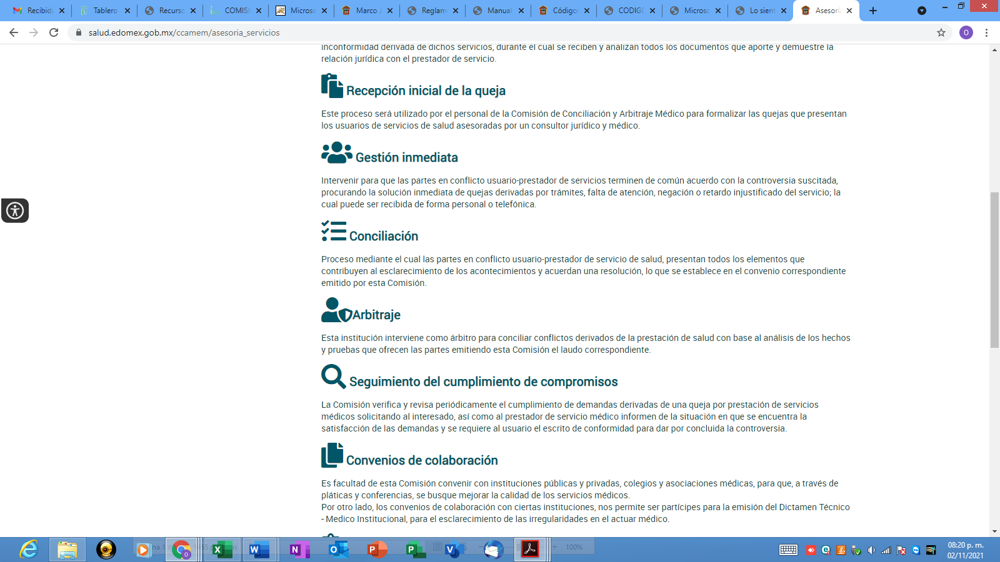 Recibido
Tablero
Recurso
COMISI
Microso
Marco J
Reglam
Manual
Código
CODIGO
Microso
Lo sient
Asesorí
salud.edomex.gob.mx/ccamem/asesoria_servicios
O
inconformidad derivada de dichos servicios, durante el cual se reciben y analizan todos los documentos que aporte y demuestre la
relación jurídica con el prestador de servicio.
Recepción inicial de la queja
Este proceso será utilizado por el personal de la Comisión de Conciliación y Arbitraje Médico para formalizar las quejas que presentan
los usuarios de servicios de salud asesoradas por un consultor jurídico y médico.
Gestión inmediata
Intervenir para que las partes en conflicto usuario-prestador de servicios terminen de común acuerdo con la controversia suscitada,
procurando la solución inmediata de quejas derivadas por trámites, falta de atención, negación o retardo injustificado del servicio; la
cual puede ser recibida de forma personal o telefónica.
Conciliación
Proceso mediante el cual las partes en conflicto usuario-prestador de servicio de salud, presentan todos los elementos que
contribuyen al esclarecimiento de los acontecimientos y acuerdan una resolución, lo que se establece en el convenio correspondiente
emitido por esta Comisión.
Arbitraje
Esta institución interviene como árbitro para conciliar conflictos derivados de la prestación de salud con base al análisis de los hechos
y pruebas que ofrecen las partes emitiendo esta Comisión el laudo correspondiente.
Seguimiento del cumplimiento de compromisos
La Comisión verifica y revisa periódicamente el cumplimiento de demandas derivadas de una queja por prestación de servicios
médicos solicitando al interesado, así como al prestador de servicio médico informen de la situación en que se encuentra la
satisfacción de las demandas y se requiere al usuario el escrito de conformidad para dar por concluida la controversia.
Convenios de colaboración
Es facultad de esta Comisión convenir con instituciones públicas y privadas, colegios y asociaciones médicas, para que, a través de
pláticas y conferencias, se busque mejorar la calidad de los servicios médicos.
Por otro lado, los convenios de colaboración con ciertas instituciones, nos permite ser partícipes para la emisión del Dictamen Técnico
- Medico Institucional, para el esclarecimiento de las irregularidades en el actuar médico.
100%
08:20 p. m.
02/11/2021